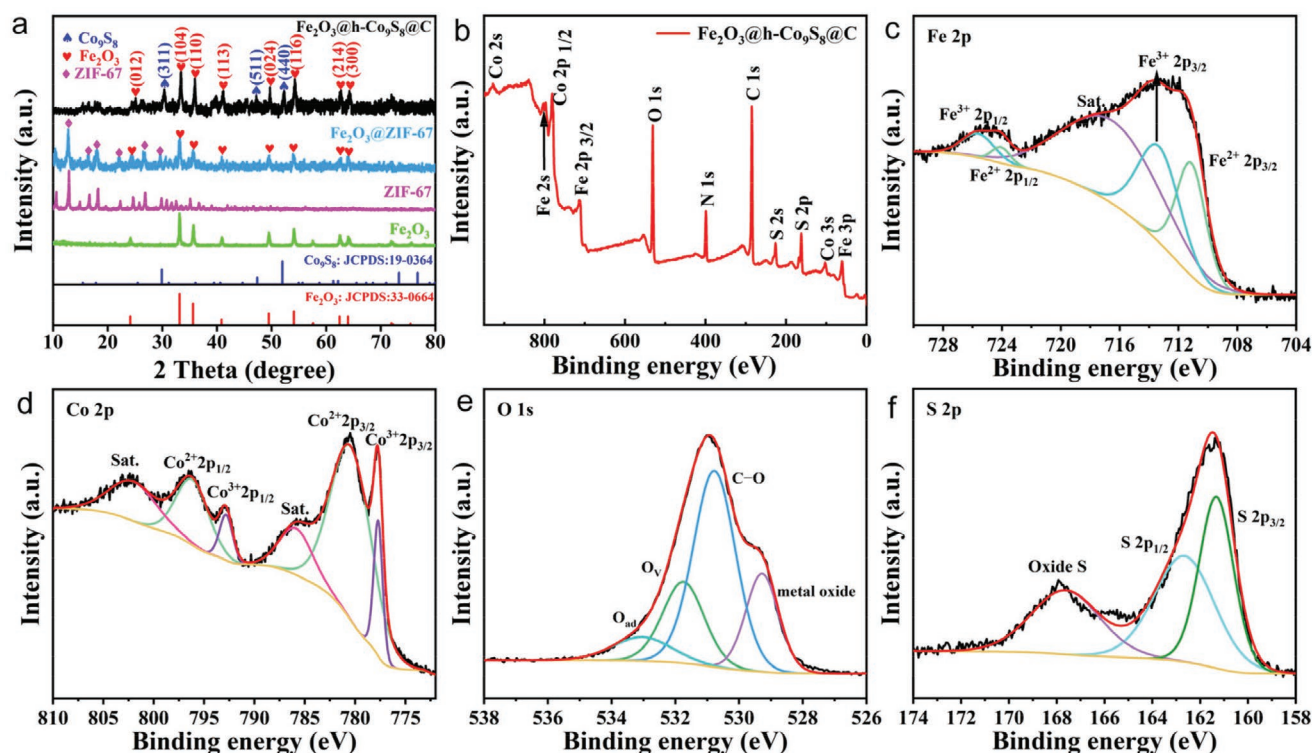 a
Fe₂O₃@h-Co₉S₈@C
♠ Co₉S₈
♥ Fe₂O₃
♦ ZIF-67
(012)
(311)
(104)
(110)
(113)
(511)
(024)
(440)
(116)
(214)
(300)
Fe₂O₃@ZIF-67
ZIF-67
Fe₂O₃
Co₉S₈: JCPDS:19-0364
Fe₂O₃: JCPDS:33-0664
Intensity (a.u.)
10 20 30 40 50 60 70 80
2 Theta (degree)
b
Fe₂O₃@h-Co₉S₈@C
Co 2s
Co 2p 1/2
Fe 2s
Fe 2p 3/2
O 1s
N 1s
C 1s
S 2s
S 2p
Co 3s
Fe 3p
Intensity (a.u.)
800 600 400 200 0
Binding energy (eV)
c
Fe 2p
Fe³⁺ 2p₃/₂
Sat.
Fe³⁺ 2p₁/₂
Fe²⁺ 2p₃/₂
Fe²⁺ 2p₁/₂
Intensity (a.u.)
728 724 720 716 712 708 704
Binding energy (eV)
d
Co 2p
Co²⁺2p₃/₂
Co³⁺2p₃/₂
Sat.
Co²⁺2p₁/₂
Co³⁺2p₁/₂
Sat.
Intensity (a.u.)
810 805 800 795 790 785 780 775
Binding energy (eV)
e
O 1s
C−O
O_V
metal oxide
O_ad
Intensity (a.u.)
538 536 534 532 530 528 526
Binding energy (eV)
f
S 2p
S 2p₃/₂
S 2p₁/₂
Oxide S
Intensity (a.u.)
174 172 170 168 166 164 162 160 158
Binding energy (eV)